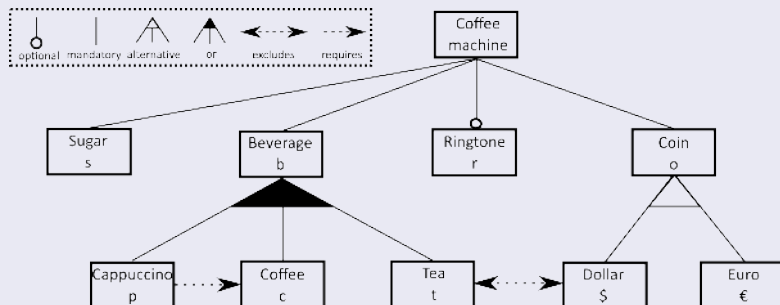 Coffee
machine
optional mandatory alternative or excludes requires
Sugar
s
Beverage
b
Ringtone
r
Coin
o
Cappuccino
p
Coffee
c
Tea
t
Dollar
$
Euro
€